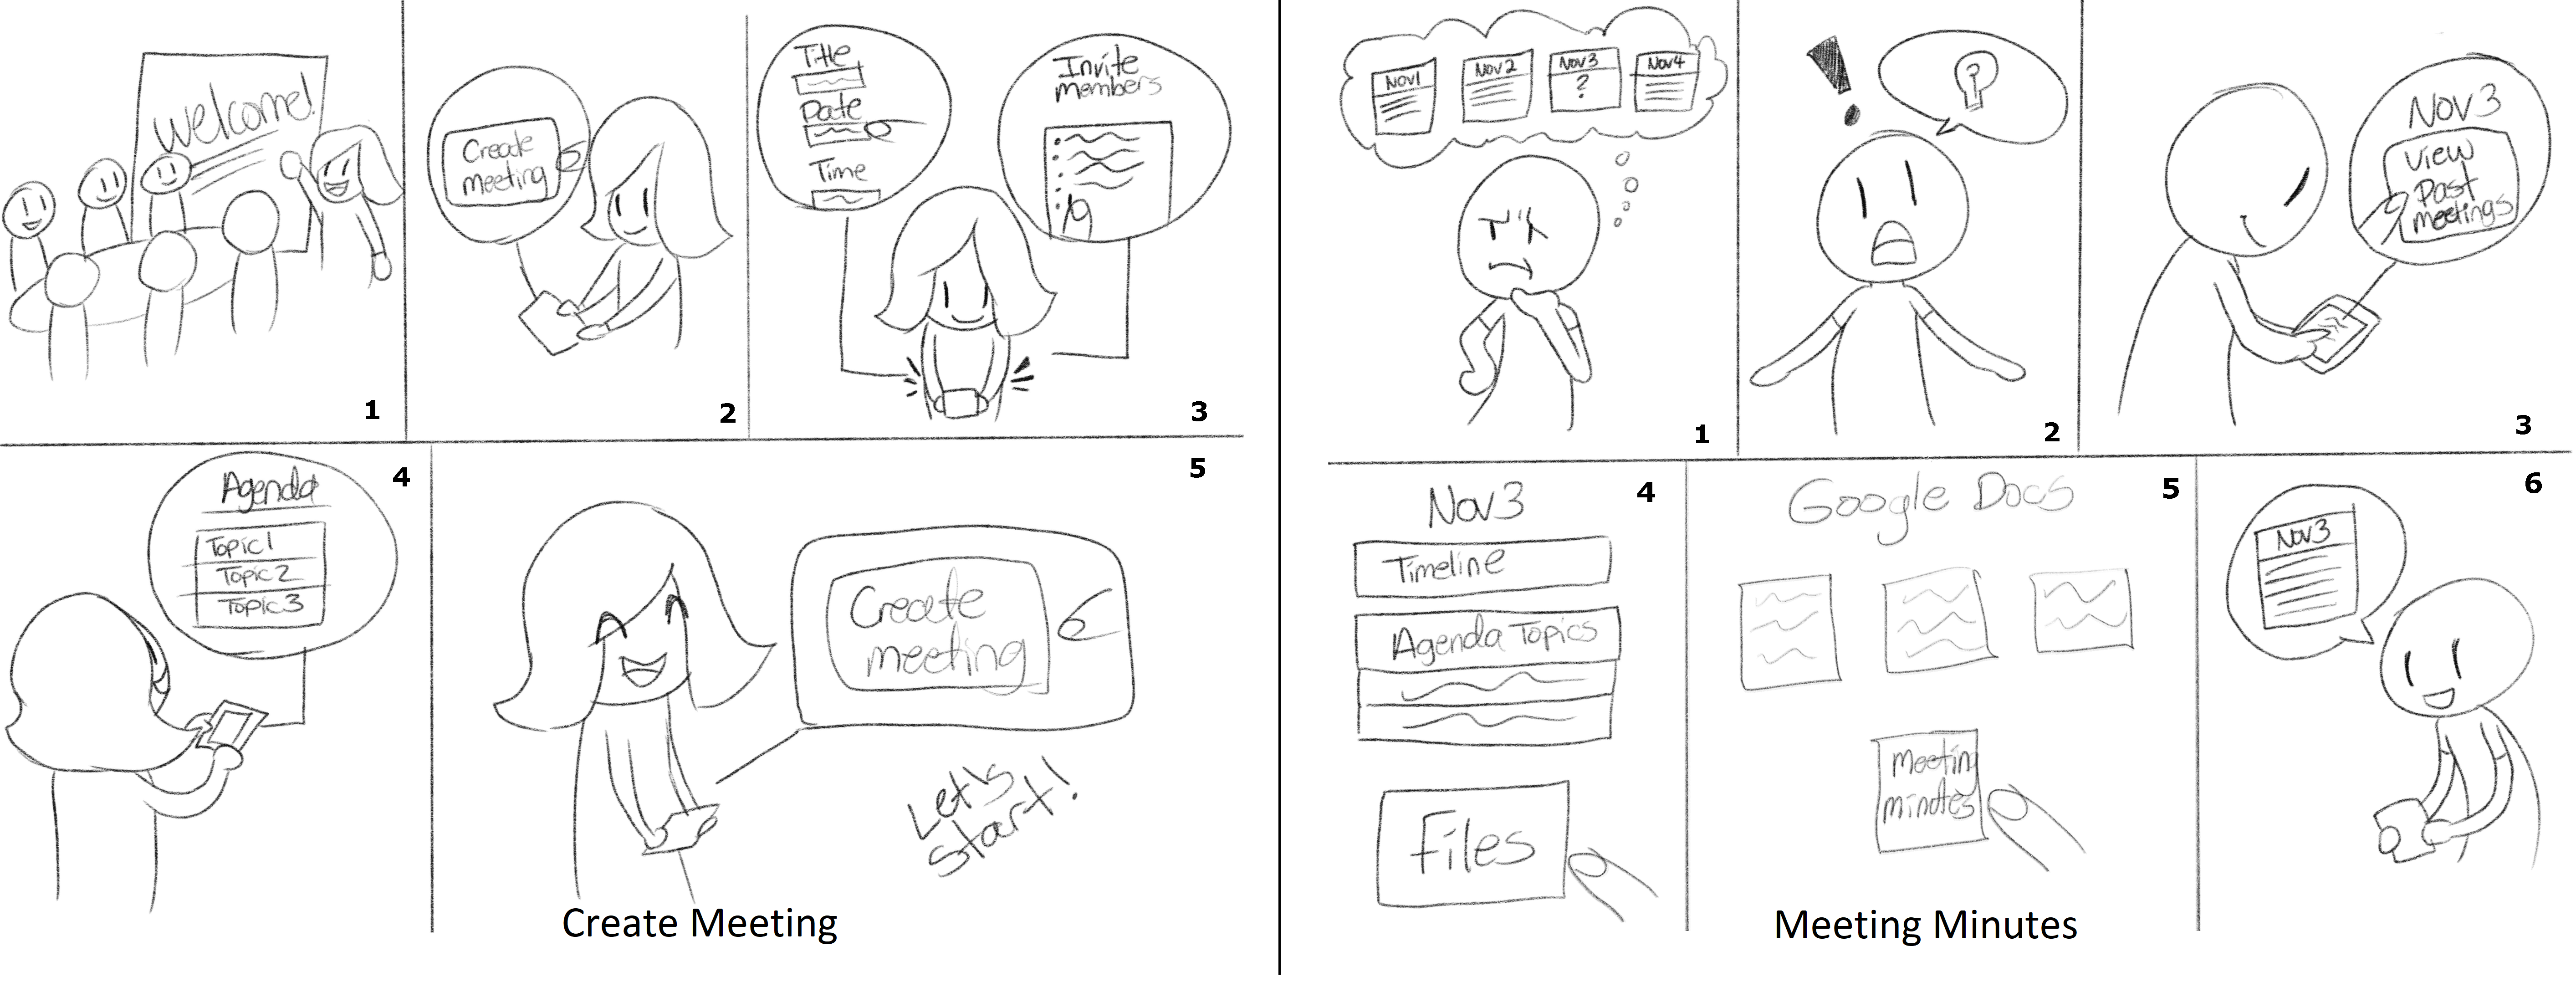 welcome!
1
Create
meeting
2
Title
Date
Time
Invite
members
3
Agenda
Topic1
Topic2
Topic3
4
Create
meeting
Let's
start!
5
Create Meeting
Nov1
Nov2
Nov3
?
Nov4
1
!
?
2
Nov3
View
Past
meetings
3
Nov3
Timeline
Agenda Topics
Files
4
Google Docs
meeting
minutes
5
Nov3
6
Meeting Minutes